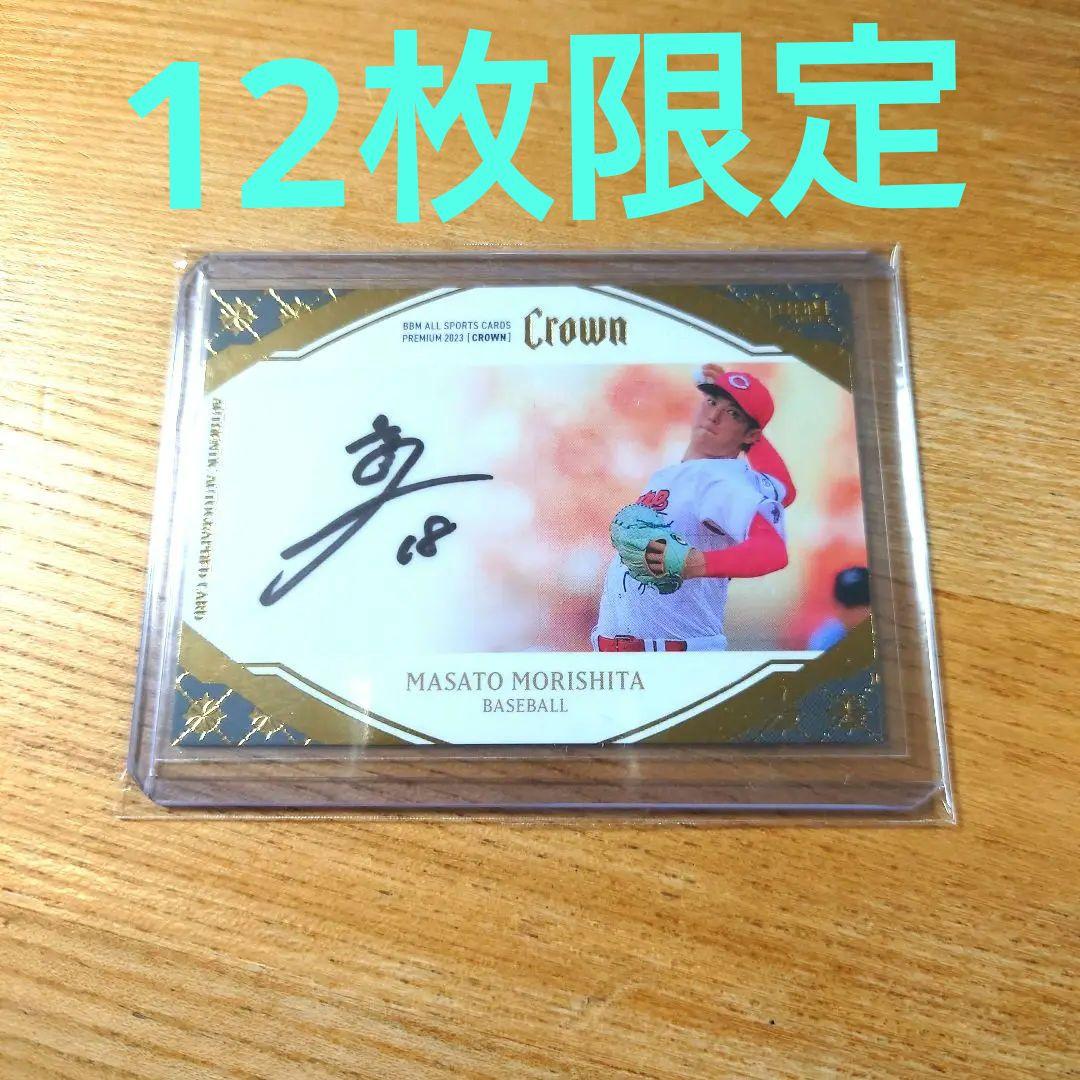 12枚限定
BBM ALL SPORTS CARDS
PREMIUM 2023 [CROWN]
Crown
AUTHENTIC AUTOGRAPHED CARD
18
MASATO MORISHITA
BASEBALL